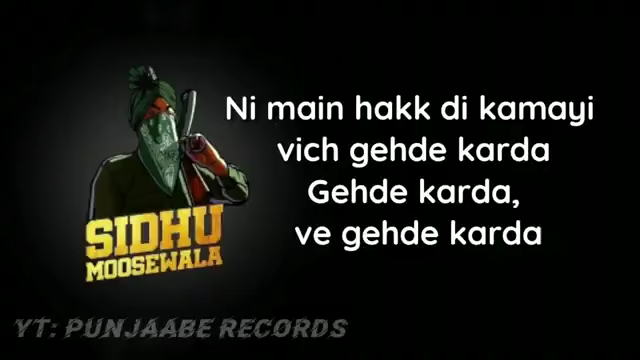 Ni main hakk di kamayi
vich gehde karda
Gehde karda,
ve gehde karda
SIDHU
MOOSEWALA
YT: PUNJAABE RECORDS